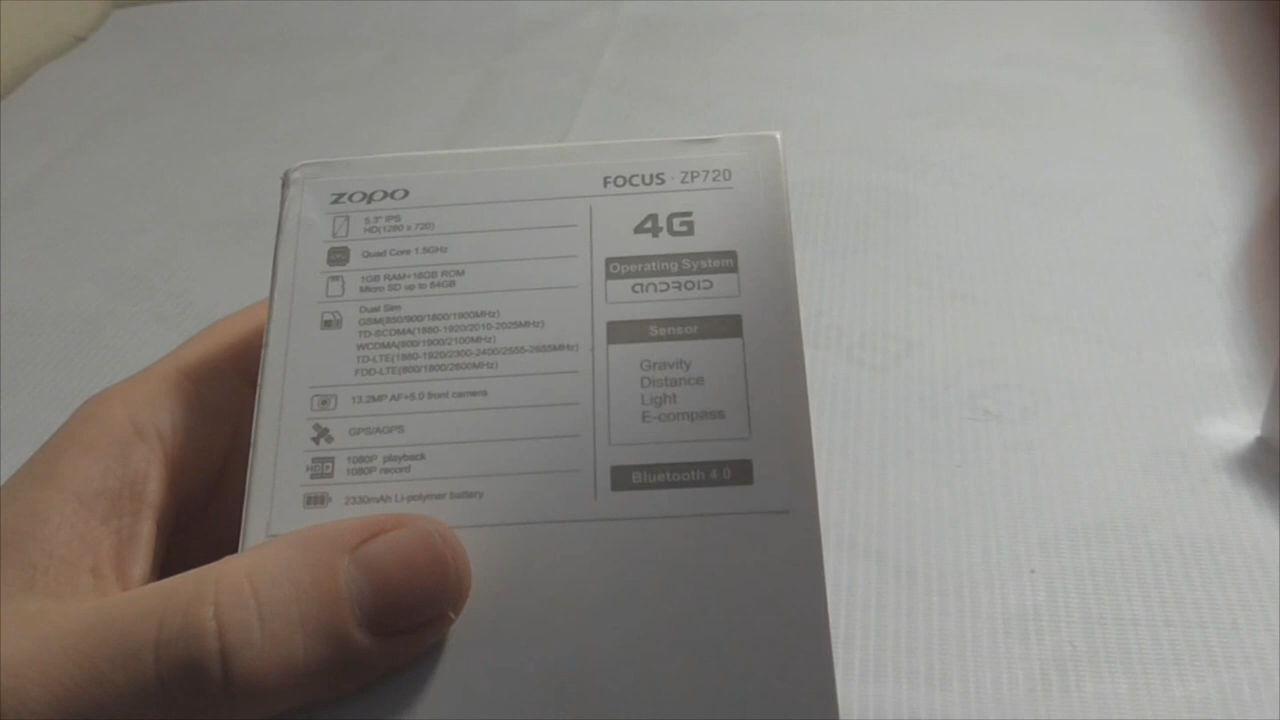 ZOPO
FOCUS · ZP720
5.3" IPS
HD(1280 x 720)
Quad Core 1.5GHz
1GB RAM+16GB ROM
Micro SD up to 64GB
Dual Sim
GSM(850/900/1800/1900MHz)
TD-SCDMA(1880-1920/2010-2025MHz)
WCDMA(800/1900/2100MHz)
TD-LTE(1880-1920/2300-2400/2555-2655MHz)
FDD-LTE(800/1800/2600MHz)
13.2MP AF+5.0 front camera
GPS/AGPS
HDD
1080P playback
1080P record
2330mAh Li-polymer battery
4G
Operating System
ANDROID
Sensor
Gravity
Distance
Light
E-compass
Bluetooth 4.0